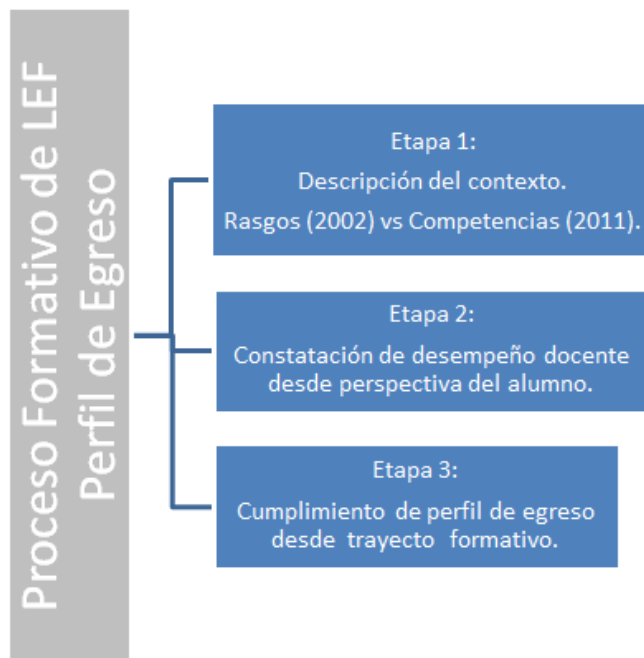 Proceso Formativo de LEF
Perfil de Egreso
Etapa 1:
Descripción del contexto.
Rasgos (2002) vs Competencias (2011).
Etapa 2:
Constatación de desempeño docente
desde perspectiva del alumno.
Etapa 3:
Cumplimiento de perfil de egreso
desde trayecto formativo.